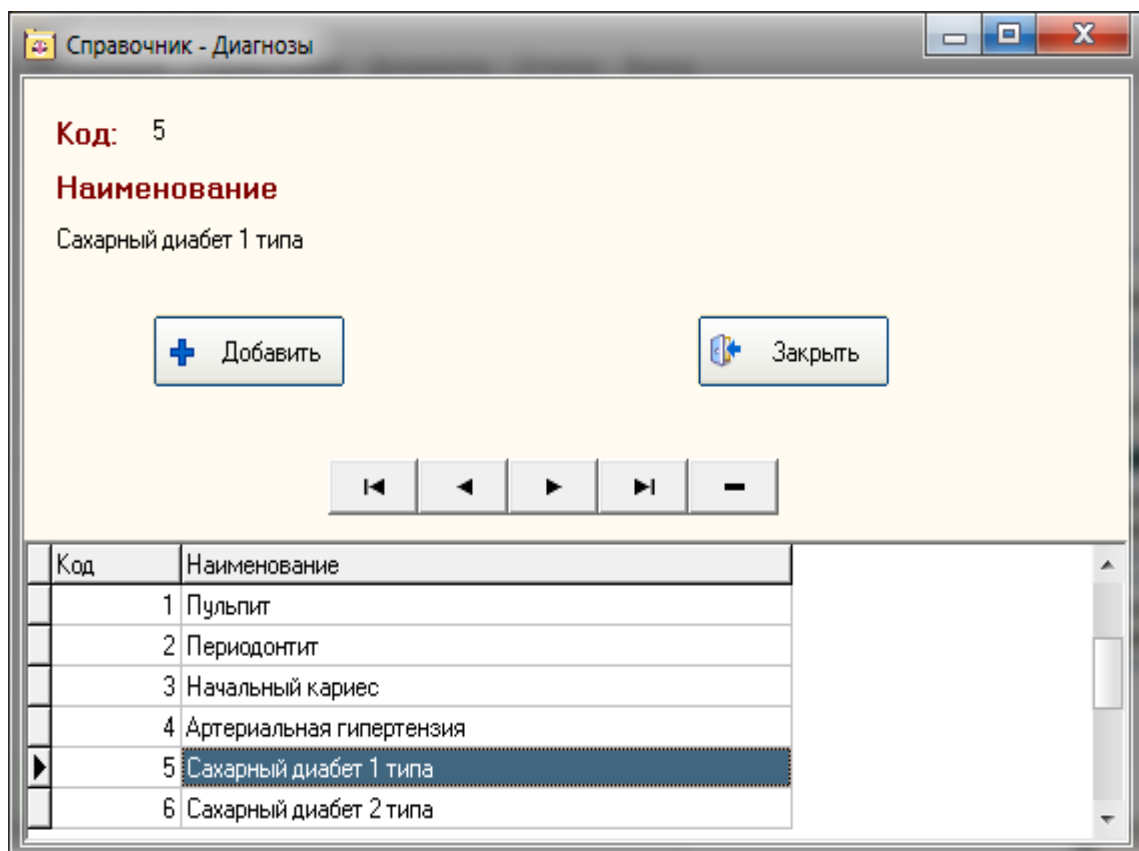 Справочник - Диагнозы
Код: 5
Наименование
Сахарный диабет 1 типа
Добавить Закрыть
Код Наименование
1 Пульпит
2 Периодонтит
3 Начальный кариес
4 Артериальная гипертензия
5 Сахарный диабет 1 типа
6 Сахарный диабет 2 типа